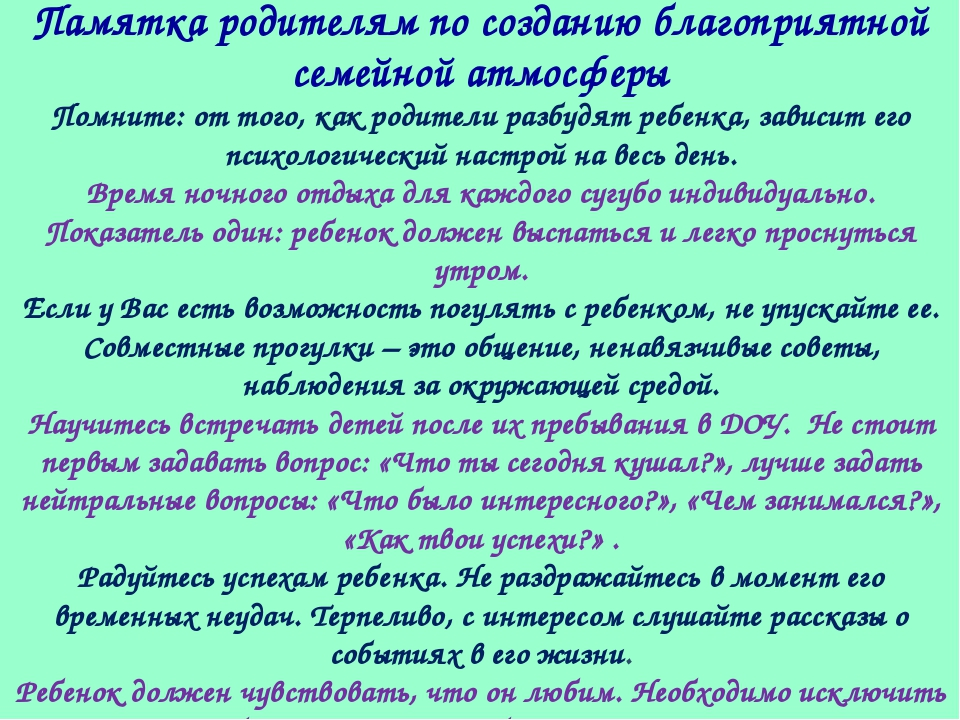 Памятка родителям по созданию благоприятной
семейной атмосферы
Помните: от того, как родители разбудят ребенка, зависит его
психологический настрой на весь день.
Время ночного отдыха для каждого сугубо индивидуально.
Показатель один: ребенок должен выспаться и легко проснуться
утром.
Если у Вас есть возможность погулять с ребенком, не упускайте ее.
Совместные прогулки – это общение, ненавязчивые советы,
наблюдения за окружающей средой.
Научитесь встречать детей после их пребывания в ДОУ. Не стоит
первым задавать вопрос: «Что ты сегодня кушал?», лучше задать
нейтральные вопросы: «Что было интересного?», «Чем занимался?»,
«Как твои успехи?» .
Радуйтесь успехам ребенка. Не раздражайтесь в момент его
временных неудач. Терпеливо, с интересом слушайте рассказы о
событиях в его жизни.
Ребенок должен чувствовать, что он любим. Необходимо исключить